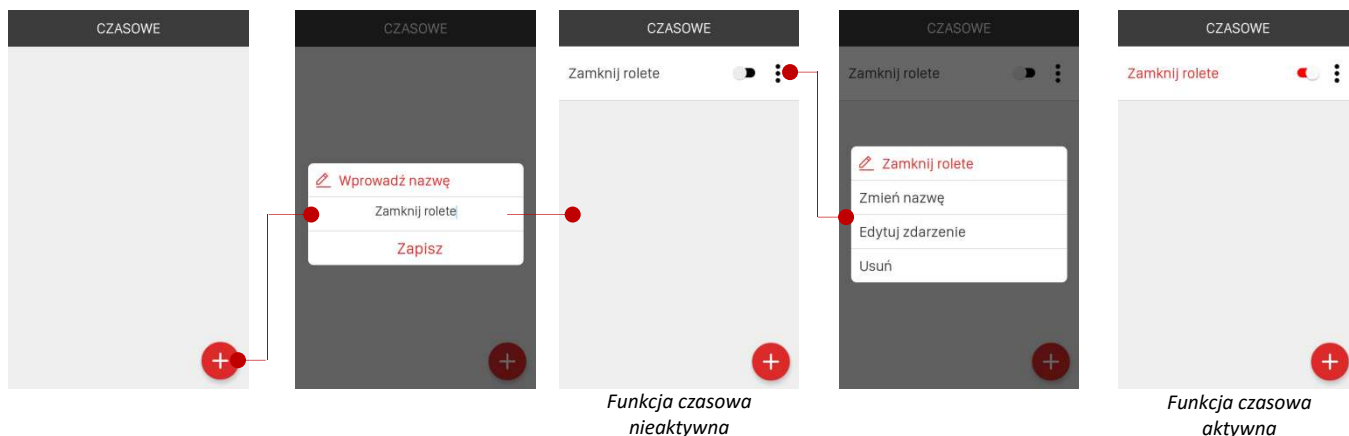 CZASOWE
Wprowadź nazwę
Zamknij rolete
Zapisz
CZASOWE
CZASOWE
Zamknij rolete
Funkcja czasowa
nieaktywna
CZASOWE
Zamknij rolete
Zamknij rolete
Zmień nazwę
Edytuj zdarzenie
Usuń
CZASOWE
Zamknij rolete
Funkcja czasowa
aktywna